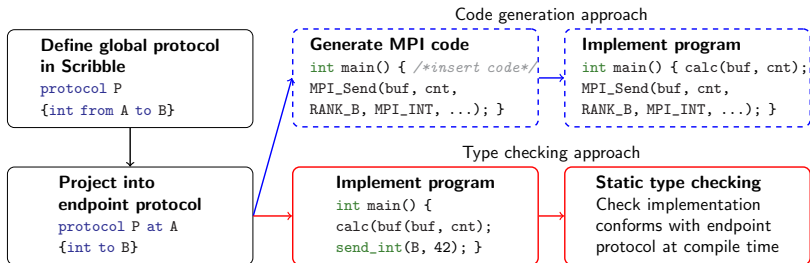 Code generation approach
Define global protocol
in Scribble
protocol P
{int from A to B}
Generate MPI code
int main() { /*insert code*/
MPI_Send(buf, cnt,
RANK_B, MPI_INT, ...); }
Implement program
int main() { calc(buf, cnt);
MPI_Send(buf, cnt,
RANK_B, MPI_INT, ...); }
Type checking approach
Project into
endpoint protocol
protocol P at A
{int to B}
Implement program
int main() {
calc(buf(buf, cnt);
send_int(B, 42); }
Static type checking
Check implementation
conforms with endpoint
protocol at compile time